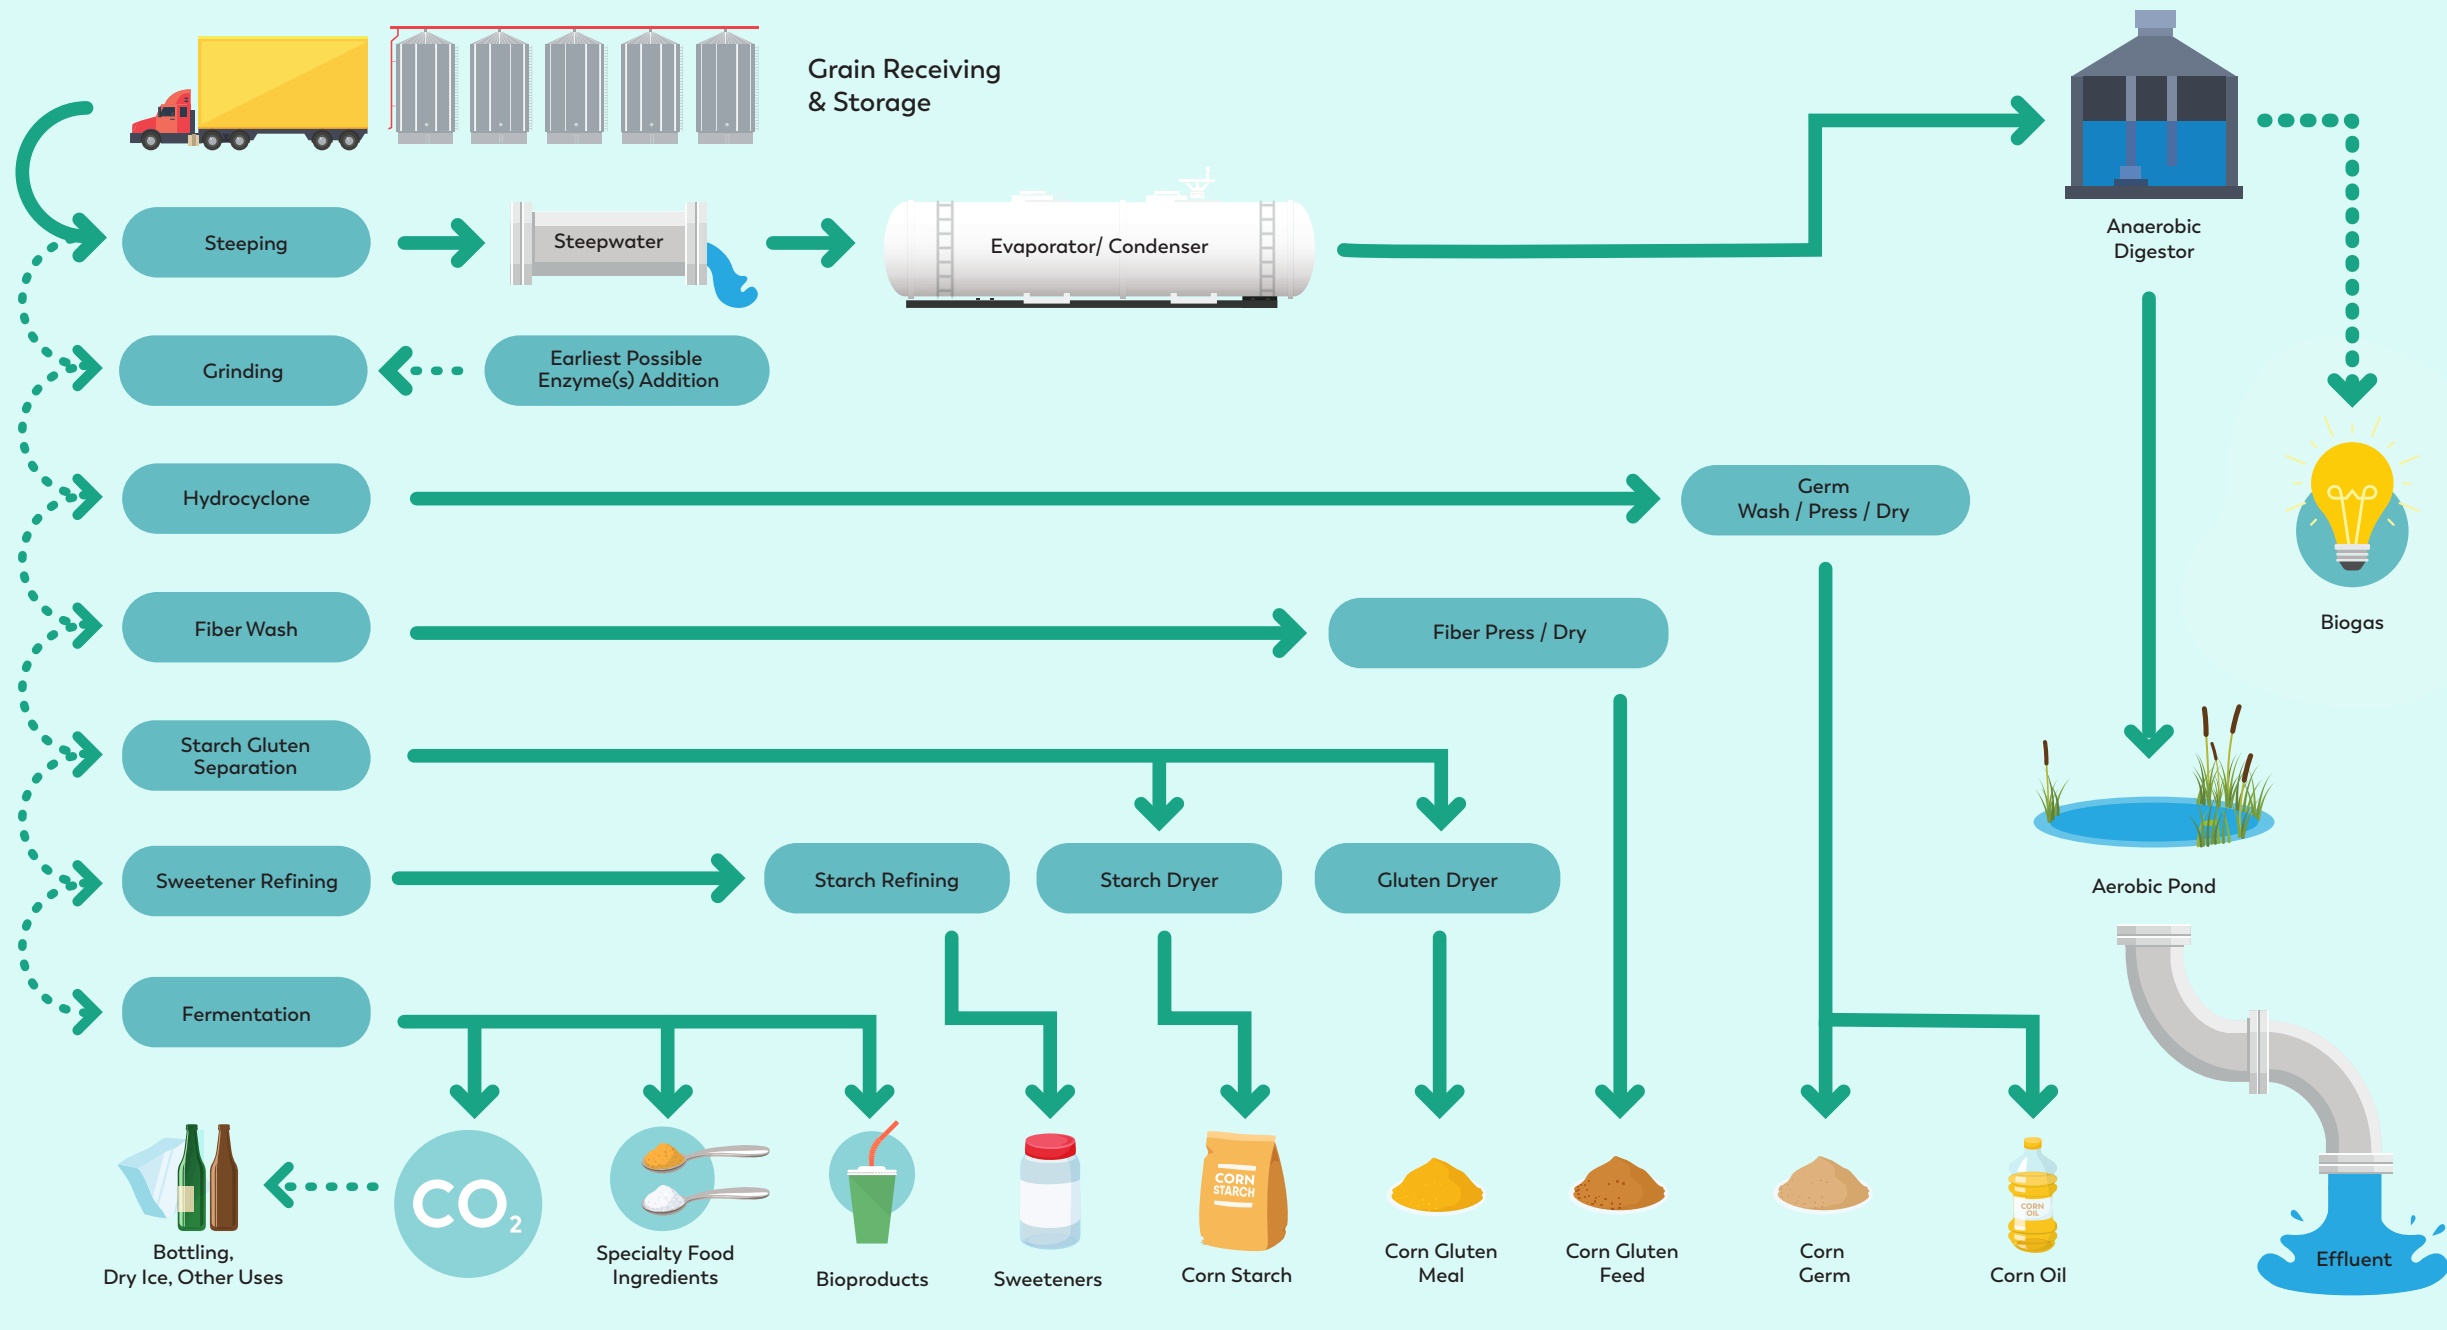 Grain Receiving
& Storage
Steeping
Steepwater
Evaporator/ Condenser
Anaerobic
Digestor
Grinding
Earliest Possible
Enzyme(s) Addition
Hydrocyclone
Germ
Wash / Press / Dry
Biogas
Fiber Wash
Fiber Press / Dry
Starch Gluten
Separation
Sweetener Refining
Starch Refining
Starch Dryer
Gluten Dryer
Aerobic Pond
Fermentation
Bottling,
Dry Ice, Other Uses
CO2
Specialty Food
Ingredients
Bioproducts
Sweeteners
CORN
STARCH
Corn Starch
Corn Gluten
Meal
Corn Gluten
Feed
Corn
Germ
CORN
OIL
Corn Oil
Effluent